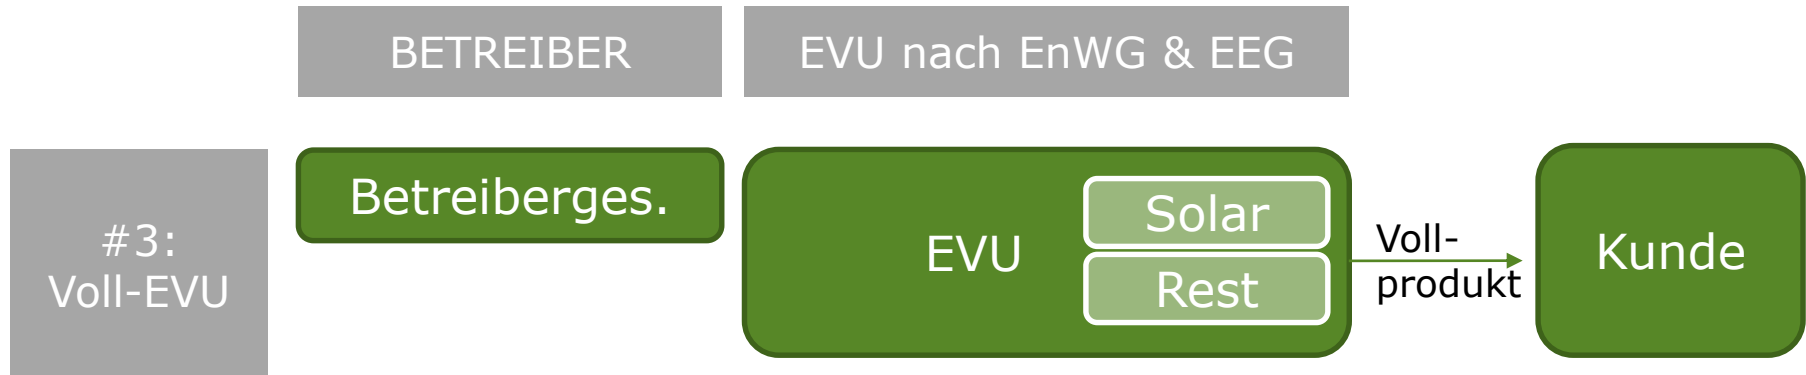 BETREIBER
EVU nach EnWG & EEG
#3:
Voll-EVU
Betreiberges.
EVU
Solar
Rest
Voll-
produkt
Kunde